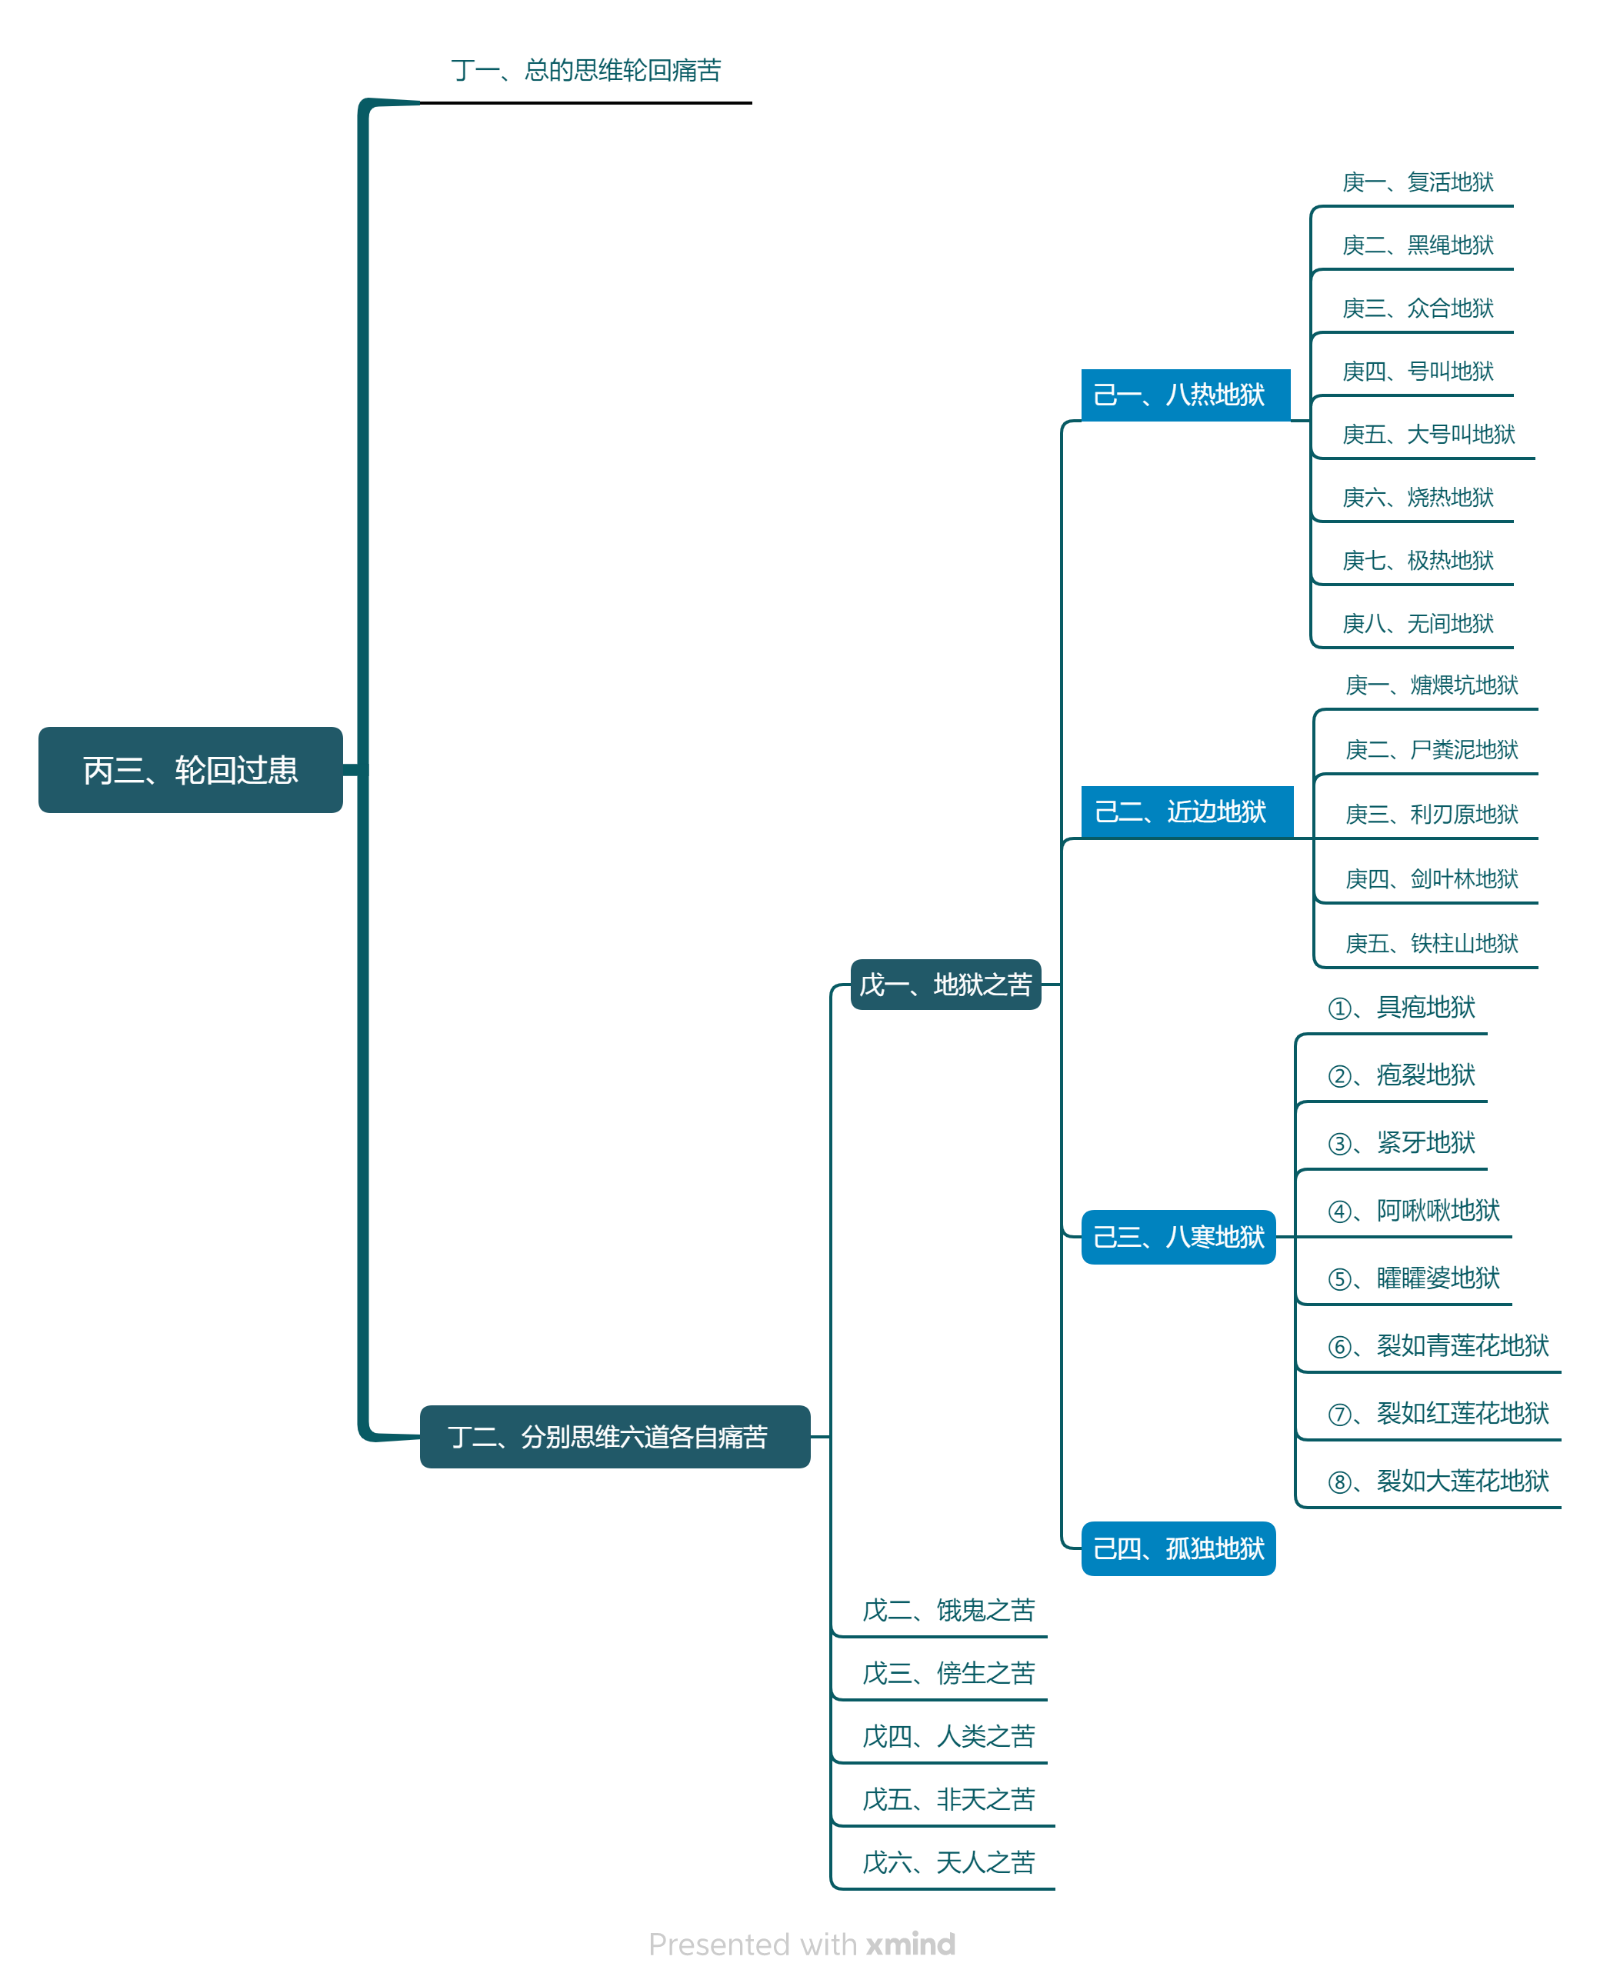 丙三、轮回过患
丁一、总的思维轮回痛苦
丁二、分别思维六道各自痛苦
戊一、地狱之苦
己一、八热地狱
庚一、复活地狱
庚二、黑绳地狱
庚三、众合地狱
庚四、号叫地狱
庚五、大号叫地狱
庚六、烧热地狱
庚七、极热地狱
庚八、无间地狱
己二、近边地狱
庚一、煻煨坑地狱
庚二、尸粪泥地狱
庚三、利刃原地狱
庚四、剑叶林地狱
庚五、铁柱山地狱
己三、八寒地狱
①、具疱地狱
②、疱裂地狱
③、紧牙地狱
④、阿啾啾地狱
⑤、矐矐婆地狱
⑥、裂如青莲花地狱
⑦、裂如红莲花地狱
⑧、裂如大莲花地狱
己四、孤独地狱
戊二、饿鬼之苦
戊三、傍生之苦
戊四、人类之苦
戊五、非天之苦
戊六、天人之苦
Presented with xmind